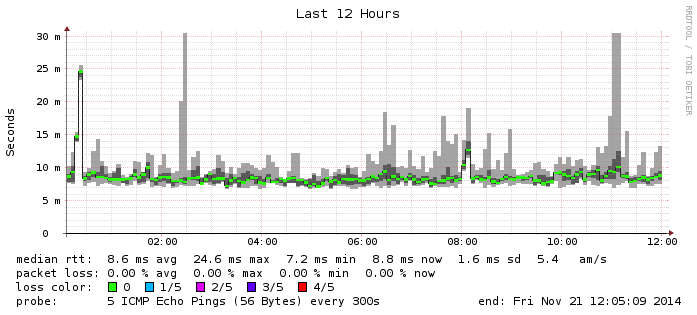 Last 12 Hours
RRDTOOL / TOBI OETIKER
Seconds
30 m
25 m
20 m
15 m
10 m
5 m
0
02:00 04:00 06:00 08:00 10:00 12:00
median rtt: 8.6 ms avg 24.6 ms max 7.2 ms min 8.8 ms now 1.6 ms sd 5.4 am/s
packet loss: 0.00 % avg 0.00 % max 0.00 % min 0.00 % now
loss color: 0 1/5 2/5 3/5 4/5
probe: 5 ICMP Echo Pings (56 Bytes) every 300s end: Fri Nov 21 12:05:09 2014